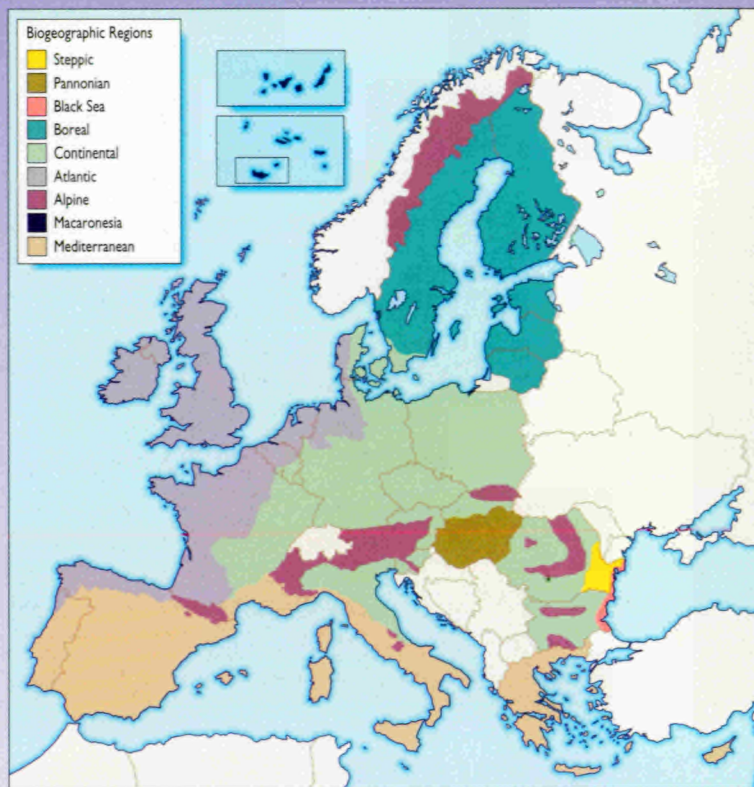 Biogeographic Regions
Steppic
Pannonian
Black Sea
Boreal
Continental
Atlantic
Alpine
Macaronesia
Mediterranean